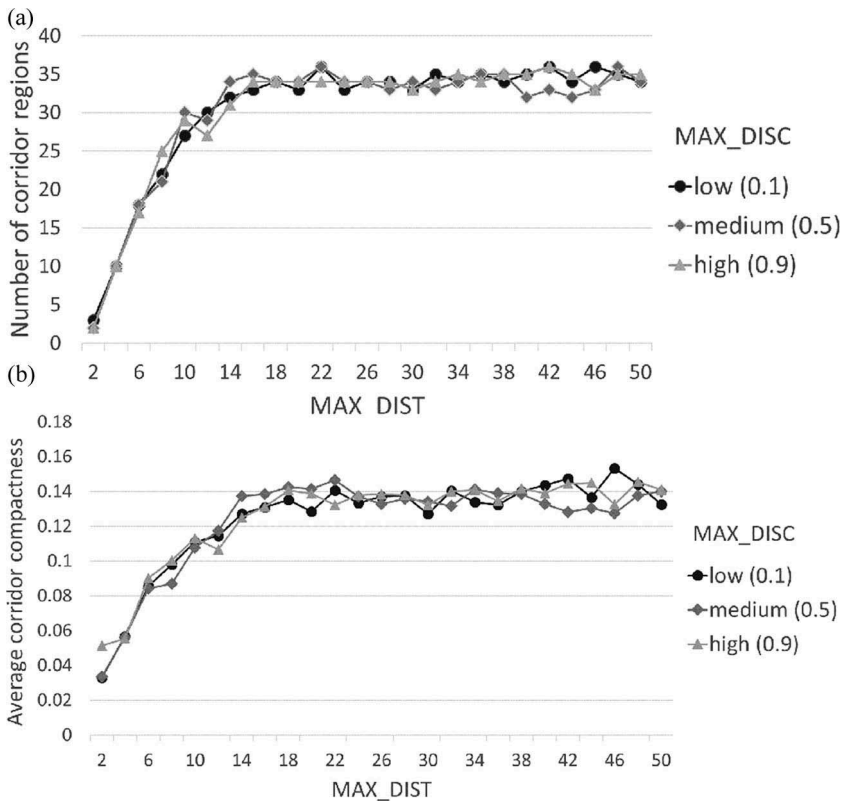 (a)
40
35
30
25
20
15
10
5
0
Number of corridor regions
2 6 10 14 18 22 26 30 34 38 42 46 50
MAX_DIST
MAX_DISC
low (0.1)
medium (0.5)
high (0.9)
(b)
0.18
0.16
0.14
0.12
0.1
0.08
0.06
0.04
0.02
0
Average corridor compactness
2 6 10 14 18 22 26 30 34 38 42 46 50
MAX_DIST
MAX_DISC
low (0.1)
medium (0.5)
high (0.9)